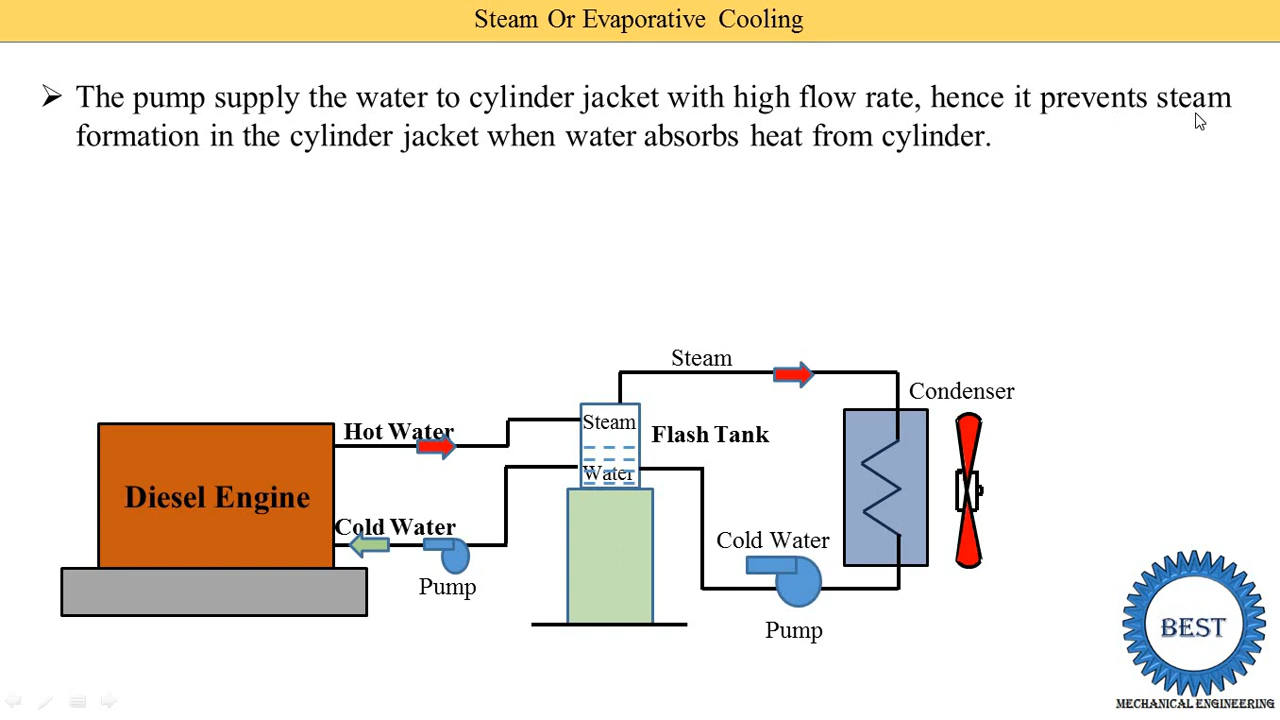 Steam Or Evaporative Cooling
The pump supply the water to cylinder jacket with high flow rate, hence it prevents steam
formation in the cylinder jacket when water absorbs heat from cylinder.
Steam
Condenser
Steam
Hot Water
Flash Tank
Water
Diesel Engine
Cold Water
Cold Water
Pump
Pump
BEST
MECHANICAL ENGINEERING